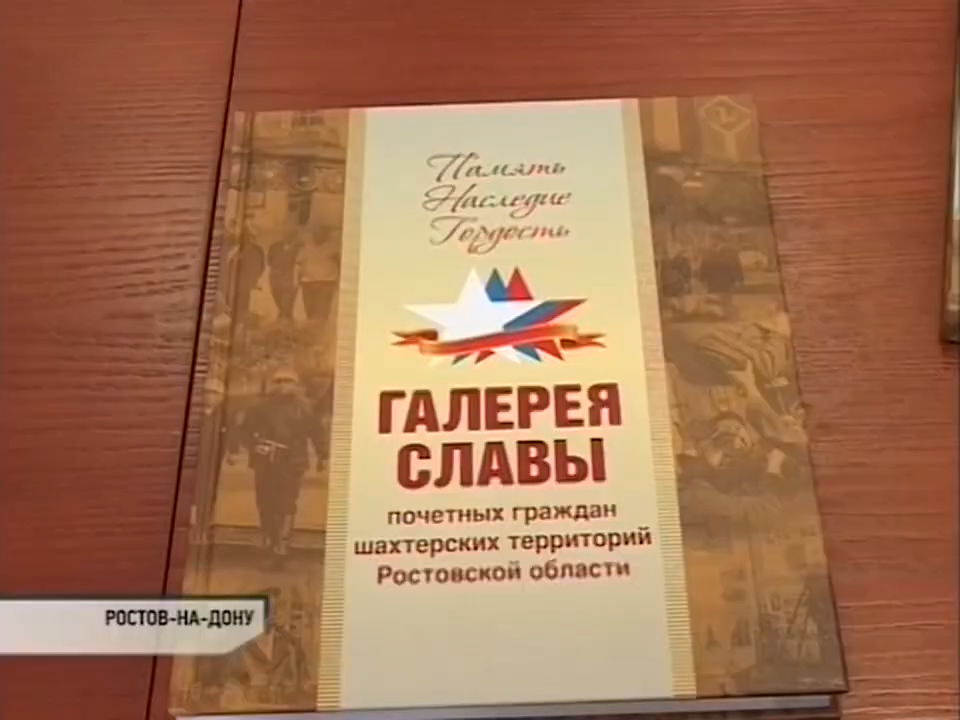 Память
Наследие
Гордость
ГАЛЕРЕЯ
СЛАВЫ
почетных граждан
шахтерских территорий
Ростовской области
РОСТОВ-НА-ДОНУ